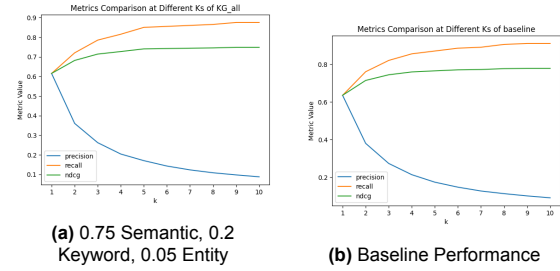 Metrics Comparison at Different Ks of KG_all
0.9
0.8
0.7
0.6
0.5
0.4
0.3
0.2
0.1
Metric Value
precision
recall
ndcg
1 2 3 4 5 6 7 8 9 10
k
(a) 0.75 Semantic, 0.2
Keyword, 0.05 Entity
Metrics Comparison at Different Ks of baseline
0.8
0.6
0.4
0.2
Metric Value
precision
recall
ndcg
1 2 3 4 5 6 7 8 9 10
k
(b) Baseline Performance